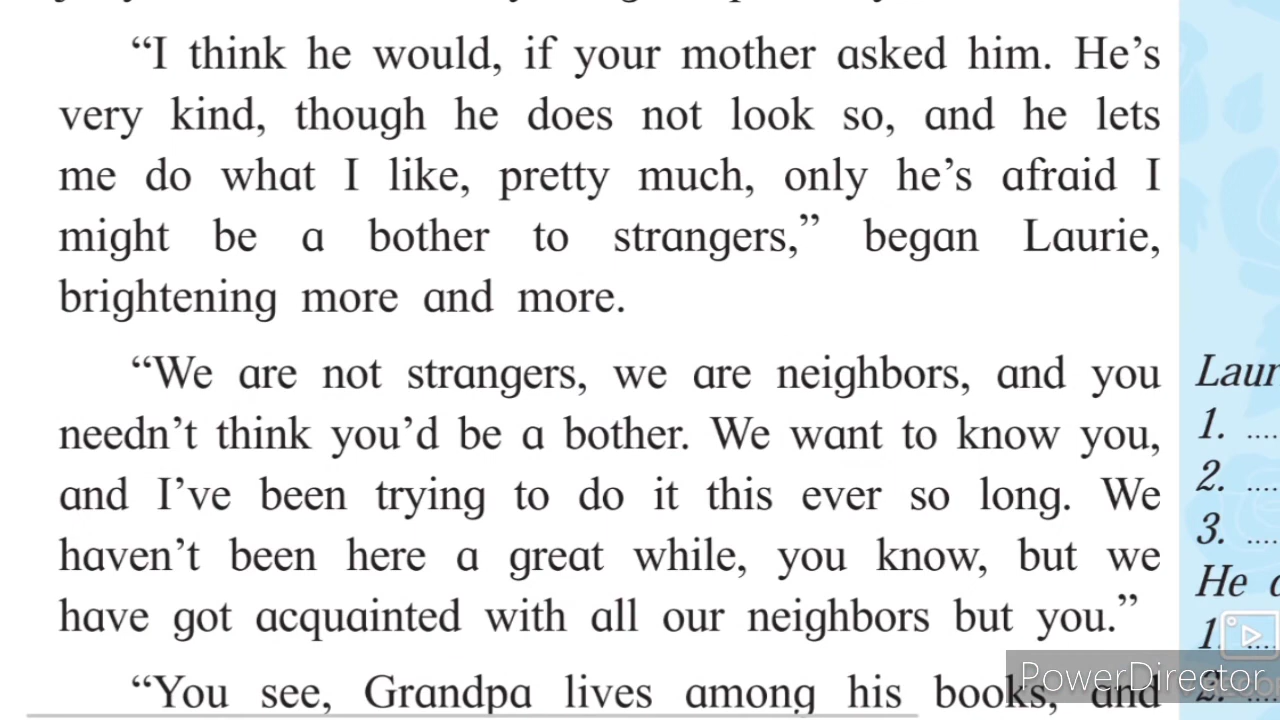 “I think he would, if your mother asked him. He’s
very kind, though he does not look so, and he lets
me do what I like, pretty much, only he’s afraid I
might be a bother to strangers,” began Laurie,
brightening more and more.
“We are not strangers, we are neighbors, and you
needn’t think you’d be a bother. We want to know you,
and I’ve been trying to do it this ever so long. We
haven’t been here a great while, you know, but we
have got acquainted with all our neighbors but you.”
“You see, Grandpa lives among his books, and
Laur
1. ....
2. ....
3. ....
He
1. ....
2. ....
PowerDirector